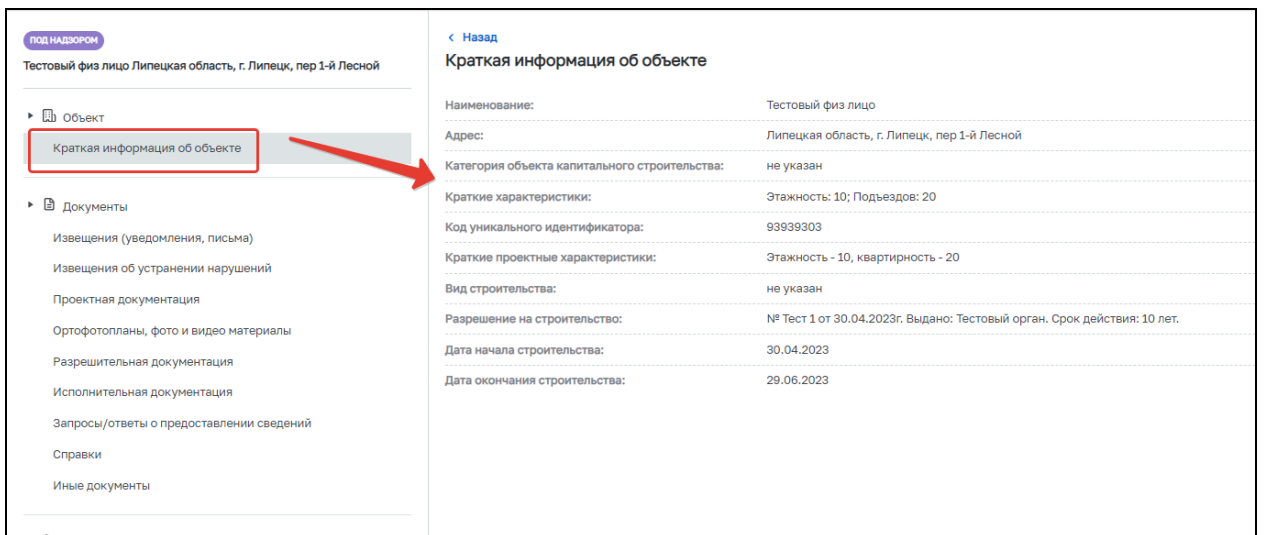 ПОД НАДЗОРОМ
Тестовый физ лицо Липецкая область, г. Липецк, пер 1-й Лесной
Объект
Краткая информация об объекте
Документы
Извещения (уведомления, письма)
Извещения об устранении нарушений
Проектная документация
Ортофотопланы, фото и видео материалы
Разрешительная документация
Исполнительная документация
Запросы/ответы о предоставлении сведений
Справки
Иные документы
Назад
Краткая информация об объекте
Наименование: Тестовый физ лицо
Адрес: Липецкая область, г. Липецк, пер 1-й Лесной
Категория объекта капитального строительства: не указан
Краткие характеристики: Этажность: 10; Подъездов: 20
Код уникального идентификатора: 93939303
Краткие проектные характеристики: Этажность - 10, квартирность - 20
Вид строительства: не указан
Разрешение на строительство: № Тест 1 от 30.04.2023г. Выдано: Тестовый орган. Срок действия: 10 лет.
Дата начала строительства: 30.04.2023
Дата окончания строительства: 29.06.2023